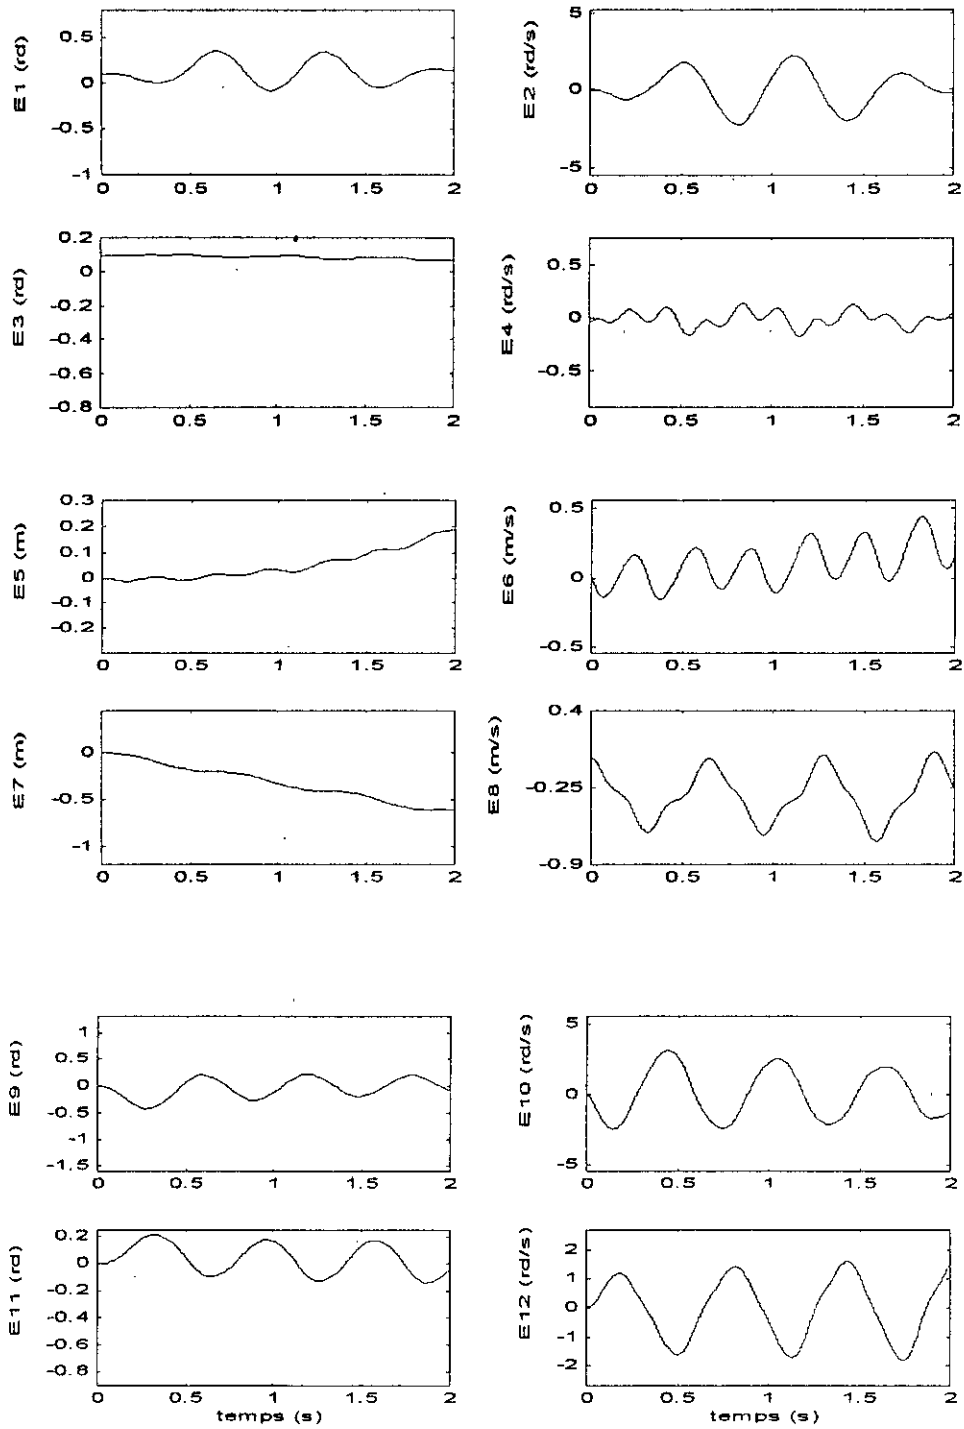 E1 (rd)
0.5
0
-0.5
-1
0 0.5 1 1.5 2
E2 (rd/s)
5
0
-5
0 0.5 1 1.5 2
E3 (rd)
0.2
0
-0.2
-0.4
-0.6
-0.8
0 0.5 1 1.5 2
E4 (rd/s)
0.5
0
-0.5
0 0.5 1 1.5 2
E5 (m)
0.3
0.2
0.1
0
-0.1
-0.2
0 0.5 1 1.5 2
E6 (m/s)
0.5
0
-0.5
0 0.5 1 1.5 2
E7 (m)
0
-0.5
-1
0 0.5 1 1.5 2
E8 (m/s)
0.4
-0.25
-0.9
0 0.5 1 1.5 2
E9 (rd)
1
0.5
0
-0.5
-1
-1.5
0 0.5 1 1.5 2
E10 (rd/s)
5
0
-5
0 0.5 1 1.5 2
E11 (rd)
0.2
0
-0.2
-0.4
-0.6
-0.8
0 0.5 1 1.5 2
temps (s)
E12 (rd/s)
2
1
0
-1
-2
0 0.5 1 1.5 2
temps (s)